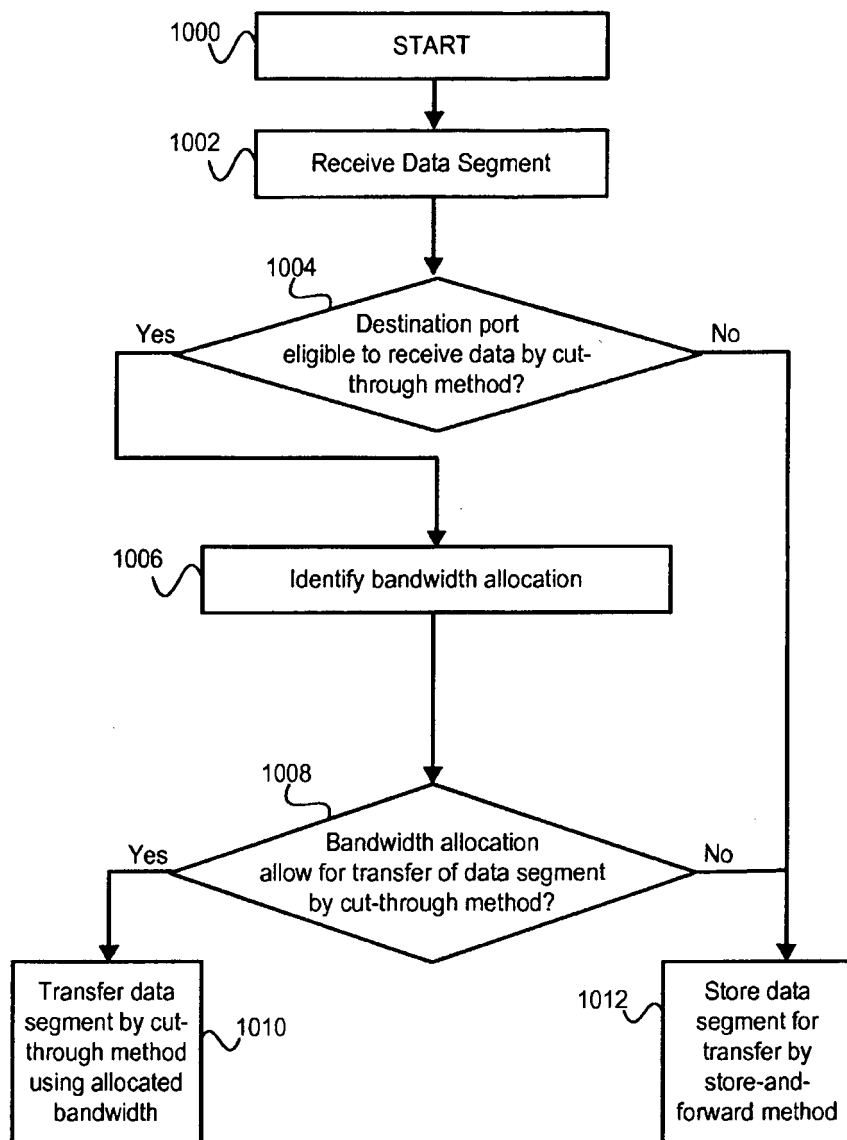 1000
START
1002
Receive Data Segment
1004
Yes
Destination port
eligible to receive data by cut-
through method?
No
1006
Identify bandwidth allocation
1008
Yes
Bandwidth allocation
allow for transfer of data segment
by cut-through method?
No
Transfer data
segment by cut-
through method
using allocated
bandwidth
1010
1012
Store data
segment for
transfer by
store-and-
forward method